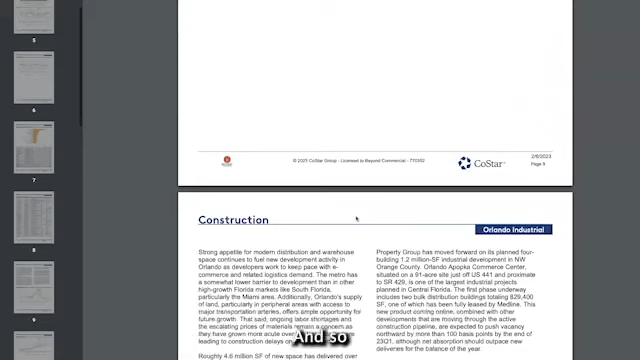 5
6
7
8
9
© 2023 CoStar Group - Licensed to Beyond Commercial - 770352
CoStar
2/6/2023
Page 9
Construction
Orlando Industrial
Strong appetite for modern distribution and warehouse
space continues to fuel new development activity in
Orlando as developers work to keep pace with e-
commerce and related logistics demand. The metro has
a somewhat lower barrier to development than in other
high-growth Florida markets like South Florida,
particularly the Miami area. Additionally, Orlando's supply
of land, particularly in peripheral areas with access to
major transportation arteries, offers ample opportunity for
future growth. That said, ongoing labor shortages and
the escalating prices of materials remain a concern as
they have grown more acute over
leading to construction delays on
Roughly 4.6 million SF of new space has delivered over
Property Group has moved forward on its planned four-
building 1.2 million-SF industrial development in NW
Orange County. Orlando Apopka Commerce Center,
situated on a 91-acre site just off US 441 and proximate
to SR 429, is one of the largest industrial projects
planned in Central Florida. The first phase underway
includes two bulk distribution buildings totaling 829,400
SF, one of which has been fully leased by Medline. This
new product coming online, combined with other
developments that are moving through the active
construction pipeline, are expected to push vacancy
northward by more than 100 basis points by the end of
23Q1, although net absorption should outpace new
deliveries for the balance of the year.
And so